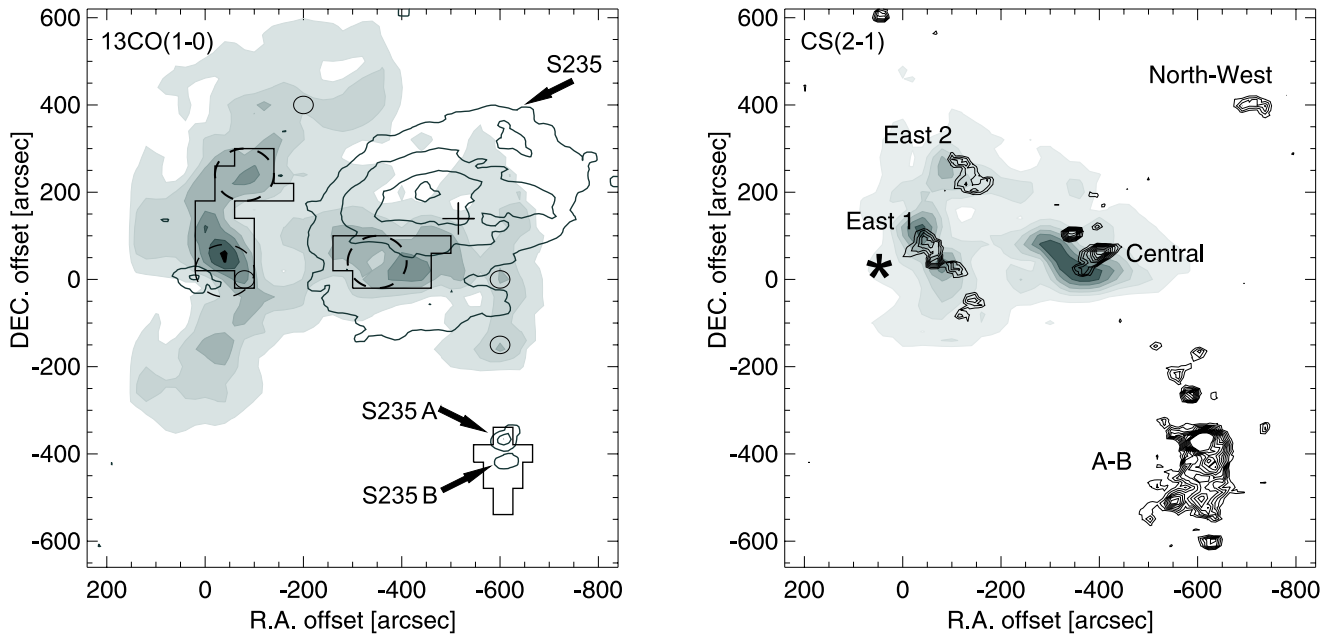 13CO(1-0)
S235
S235 A
S235 B
600
400
200
0
-200
-400
-600
DEC. offset [arcsec]
200 0 -200 -400 -600 -800
R.A. offset [arcsec]
CS(2-1)
North-West
East 2
East 1
Central
A-B
*
600
400
200
0
-200
-400
-600
DEC. offset [arcsec]
200 0 -200 -400 -600 -800
R.A. offset [arcsec]